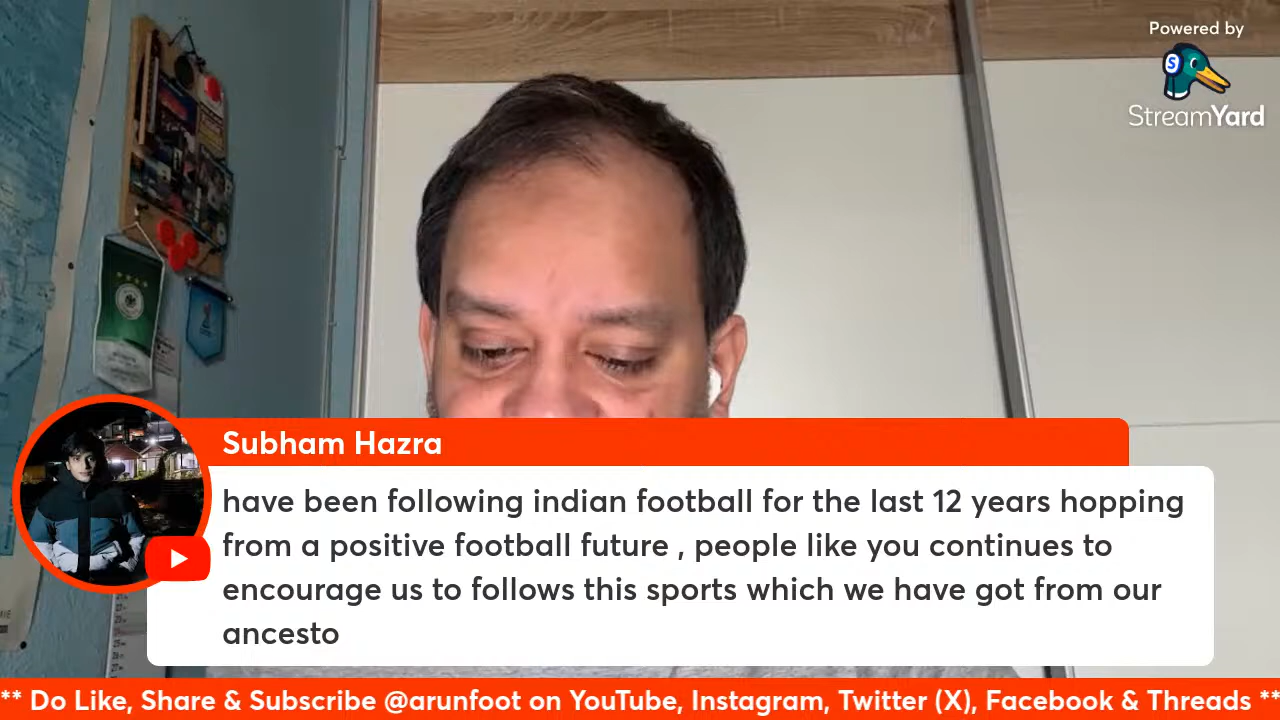 Powered by
StreamYard
Subham Hazra
have been following indian football for the last 12 years hopping
from a positive football future , people like you continues to
encourage us to follows this sports which we have got from our
ancesto
** Do Like, Share & Subscribe @arunfoot on YouTube, Instagram, Twitter (X), Facebook & Threads **